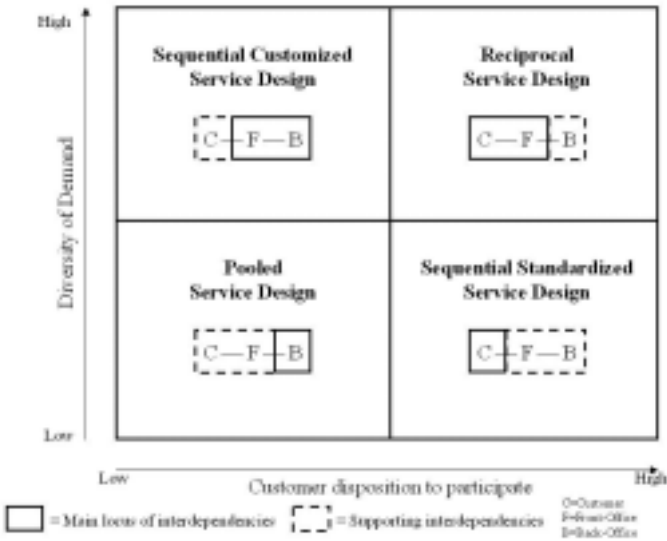 High
Sequential Customized
Service Design
C — F — B
Reciprocal
Service Design
C — F — B
Diversity of Demand
Pooled
Service Design
C — F — B
Sequential Standardized
Service Design
C — F — B
Low
Low
Customer disposition to participate
High
= Main locus of interdependencies
= Supporting interdependencies
C=Customer
F=Front-Office
B=Back-Office